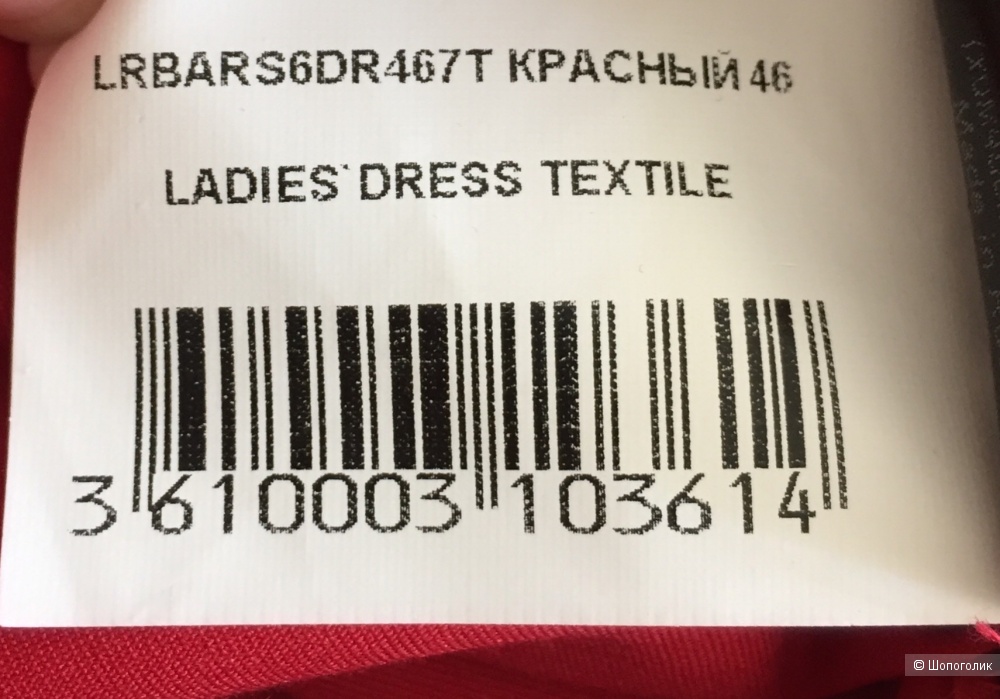 LRBARS6DR467T КРАСНЫЙ 46
LADIES` DRESS TEXTILE
3 610003 103614
© Шопоголик